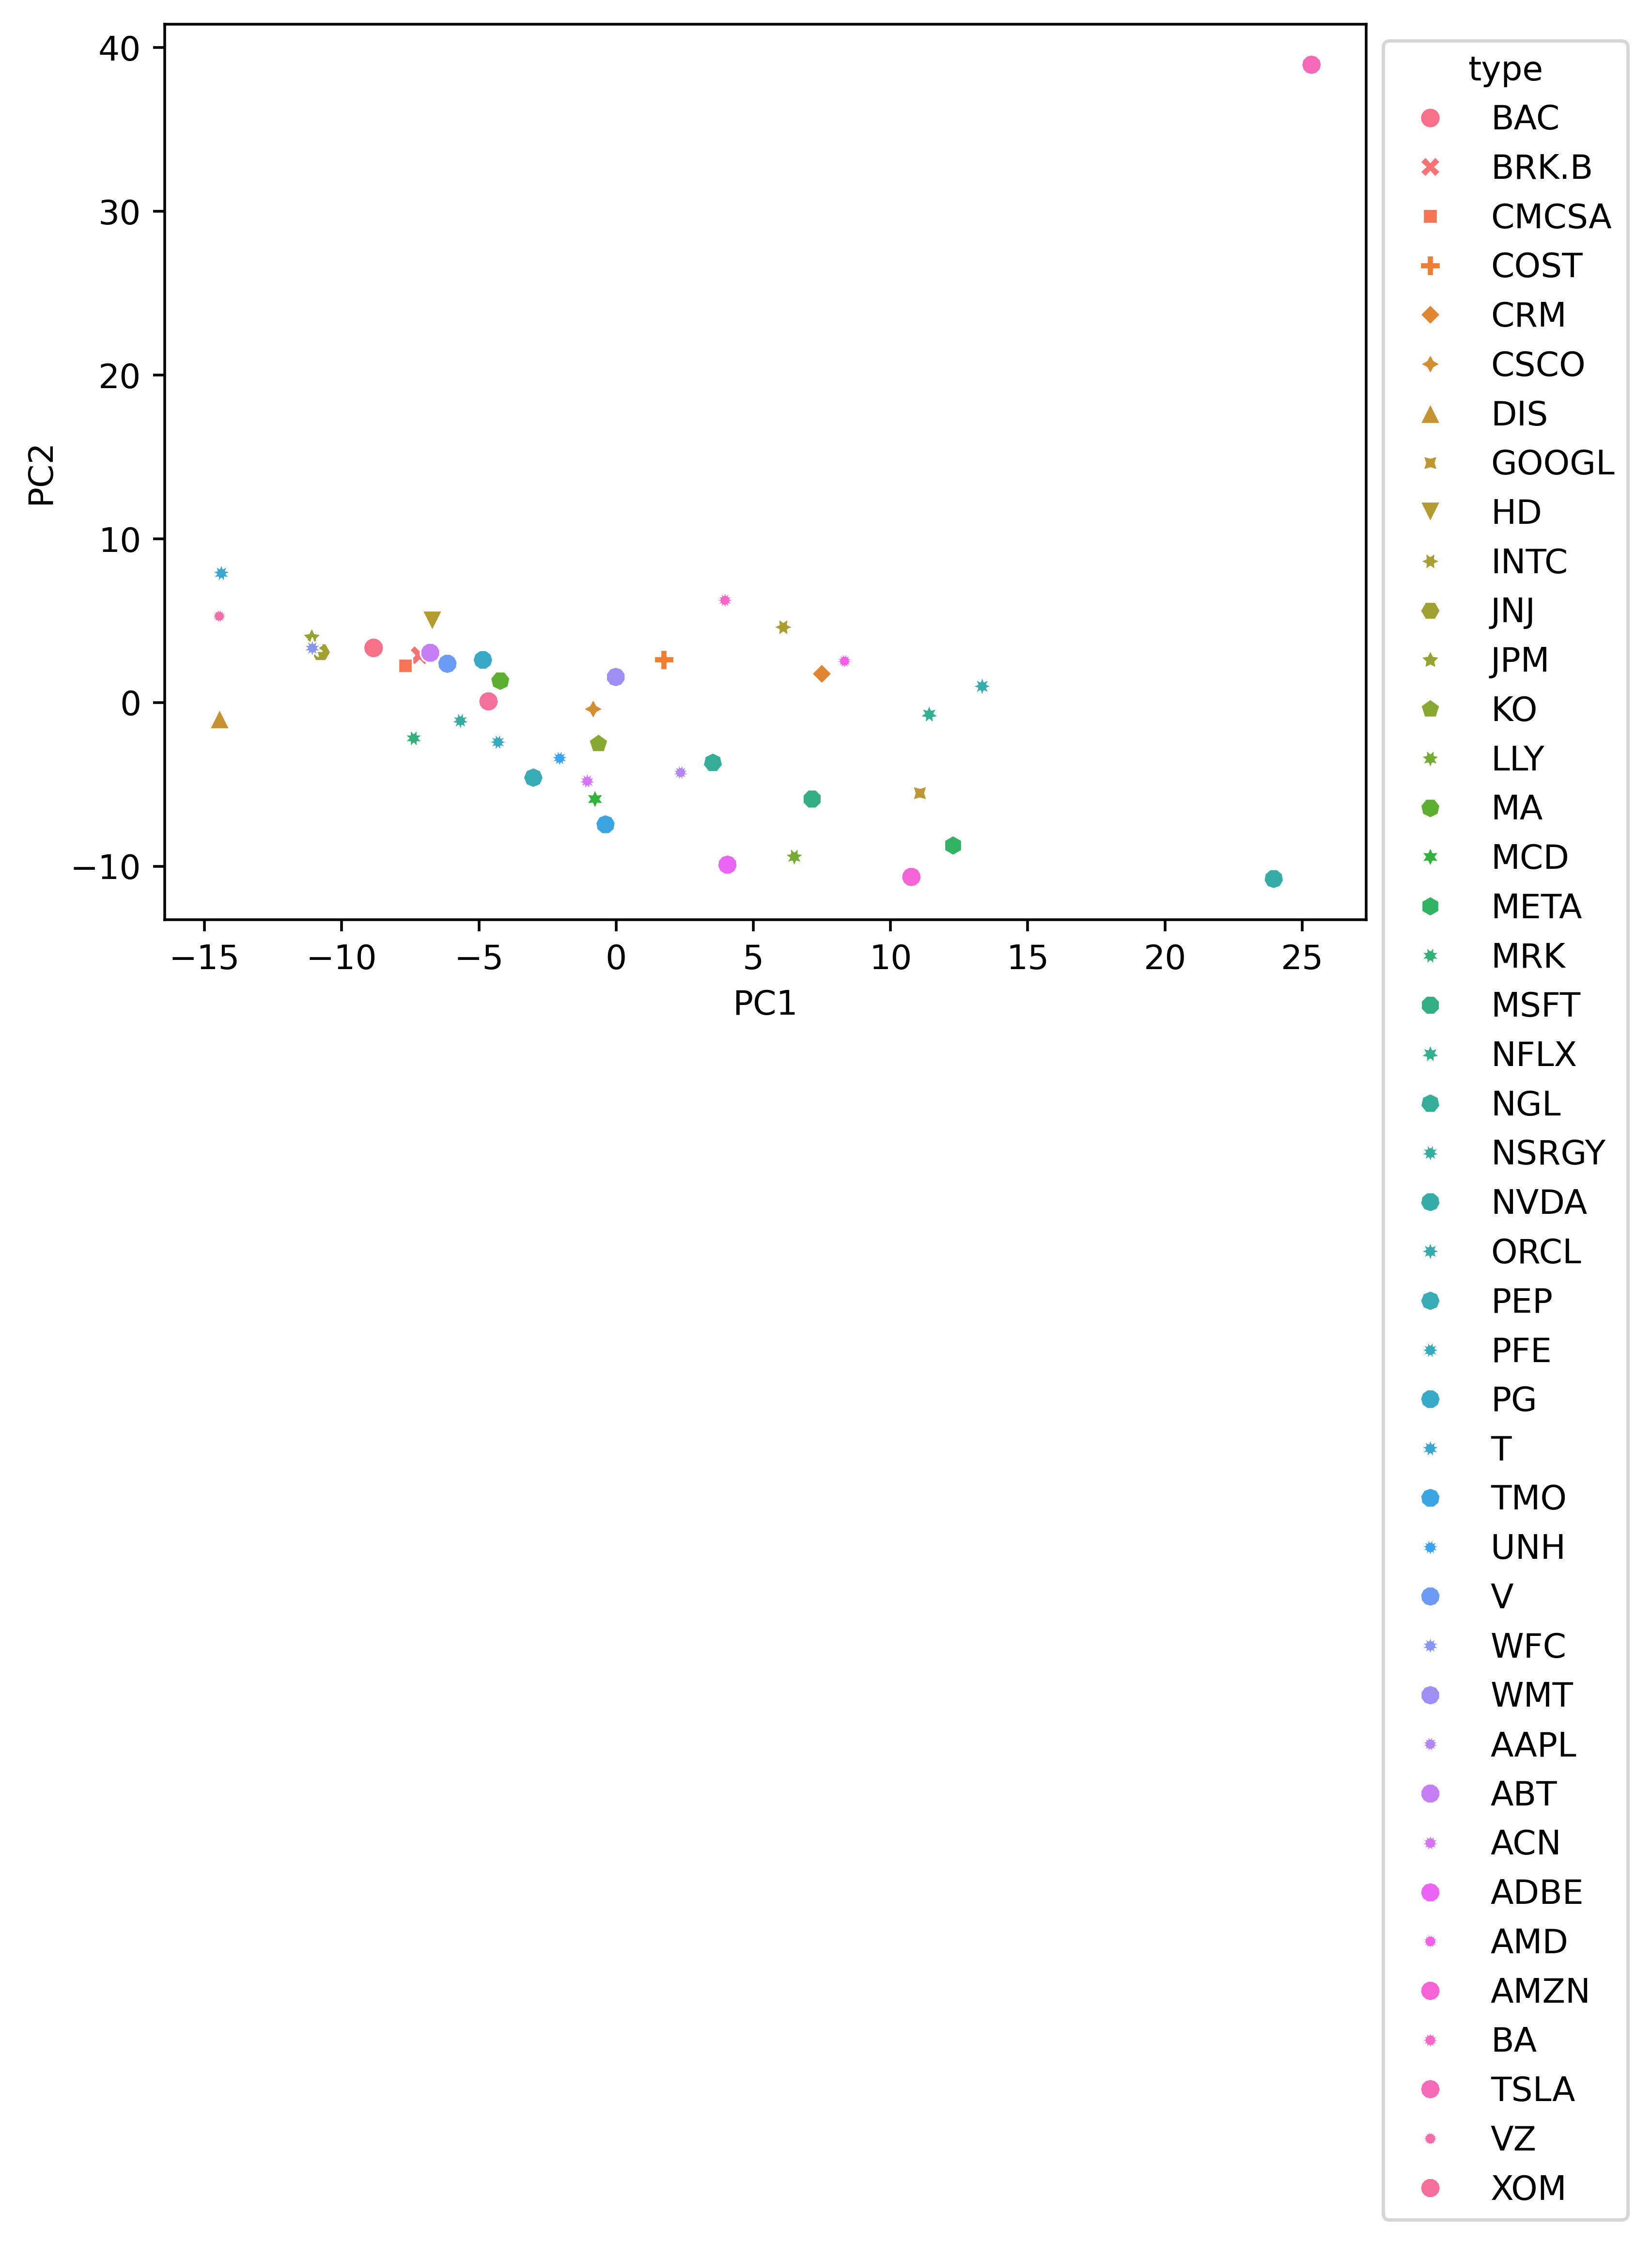 40
30
20
10
0
−10
PC2
−15
−10
−5
0
5
10
15
20
25
PC1
type
BAC
BRK.B
CMCSA
COST
CRM
CSCO
DIS
GOOGL
HD
INTC
JNJ
JPM
KO
LLY
MA
MCD
META
MRK
MSFT
NFLX
NGL
NSRGY
NVDA
ORCL
PEP
PFE
PG
T
TMO
UNH
V
WFC
WMT
AAPL
ABT
ACN
ADBE
AMD
AMZN
BA
TSLA
VZ
XOM